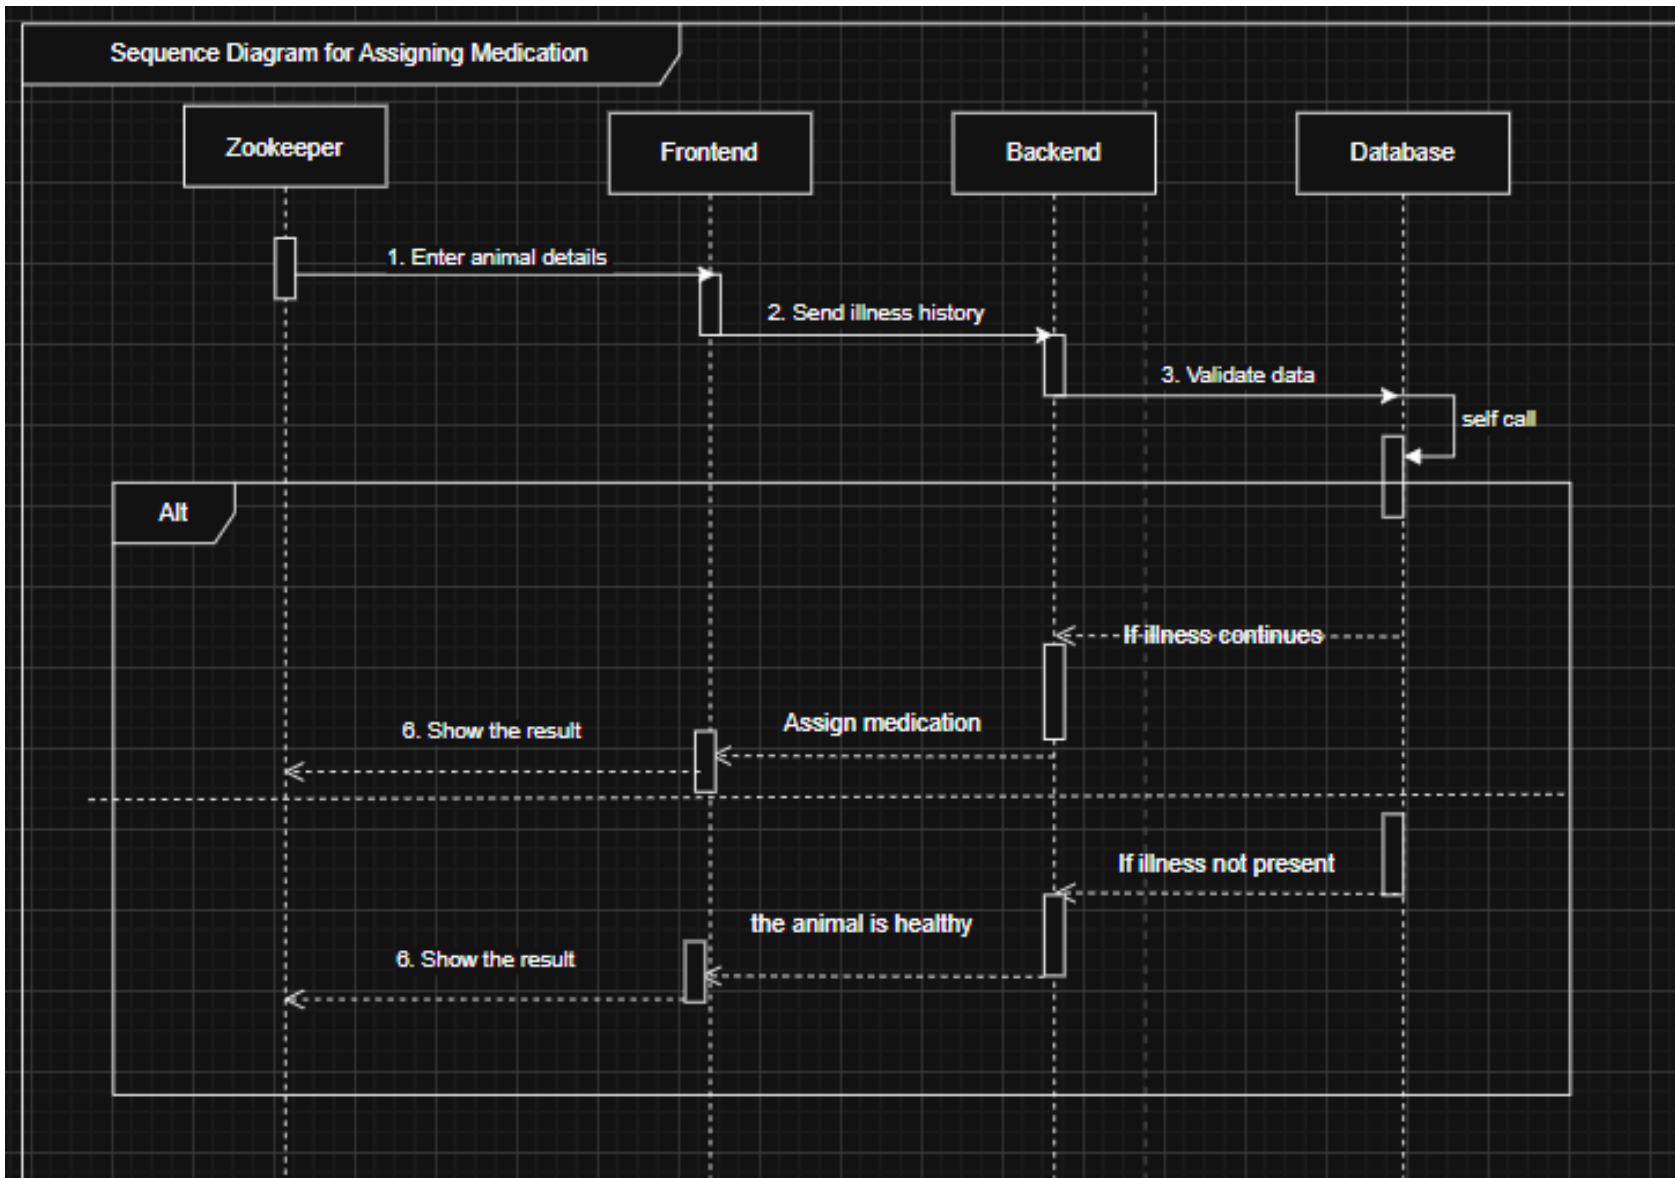 Sequence Diagram for Assigning Medication
Zookeeper
Frontend
Backend
Database
1. Enter animal details
2. Send illness history
3. Validate data
self call
Alt
If illness continues
Assign medication
6. Show the result
If illness not present
the animal is healthy
6. Show the result